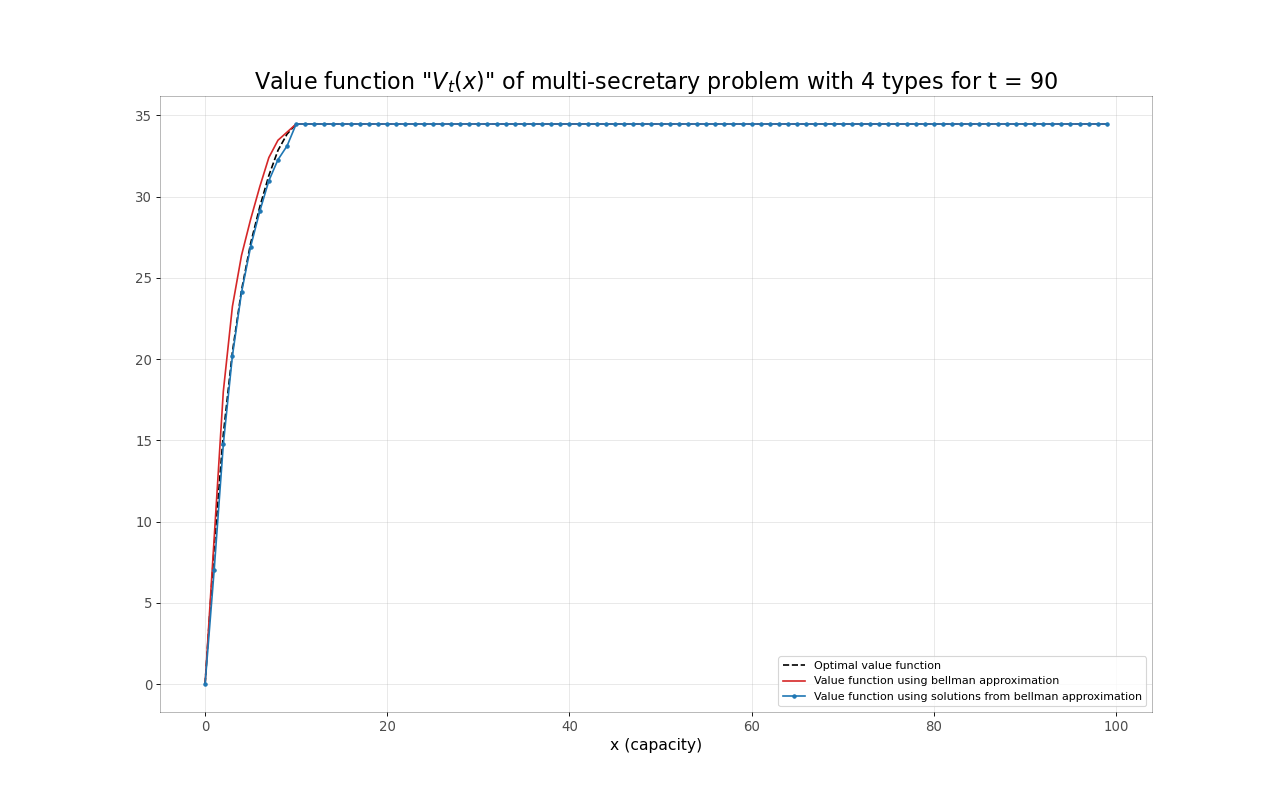 Value function "V_t(x)" of multi-secretary problem with 4 types for t = 90
35
30
25
20
15
10
5
0
0 20 40 60 80 100
x (capacity)
Optimal value function
Value function using bellman approximation
Value function using solutions from bellman approximation